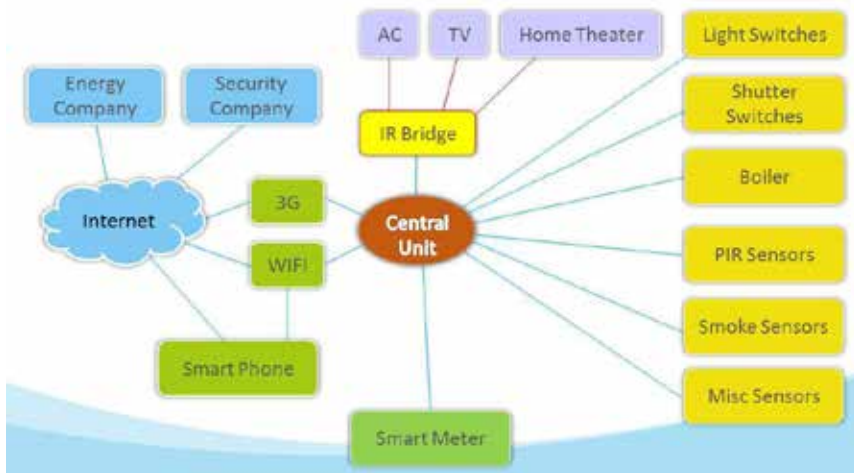 AC
TV
Home Theater
Light Switches
Energy
Company
Security
Company
Shutter
Switches
IR Bridge
Boiler
3G
Internet
Central
Unit
WIFI
PIR Sensors
Smoke Sensors
Smart Phone
Misc Sensors
Smart Meter